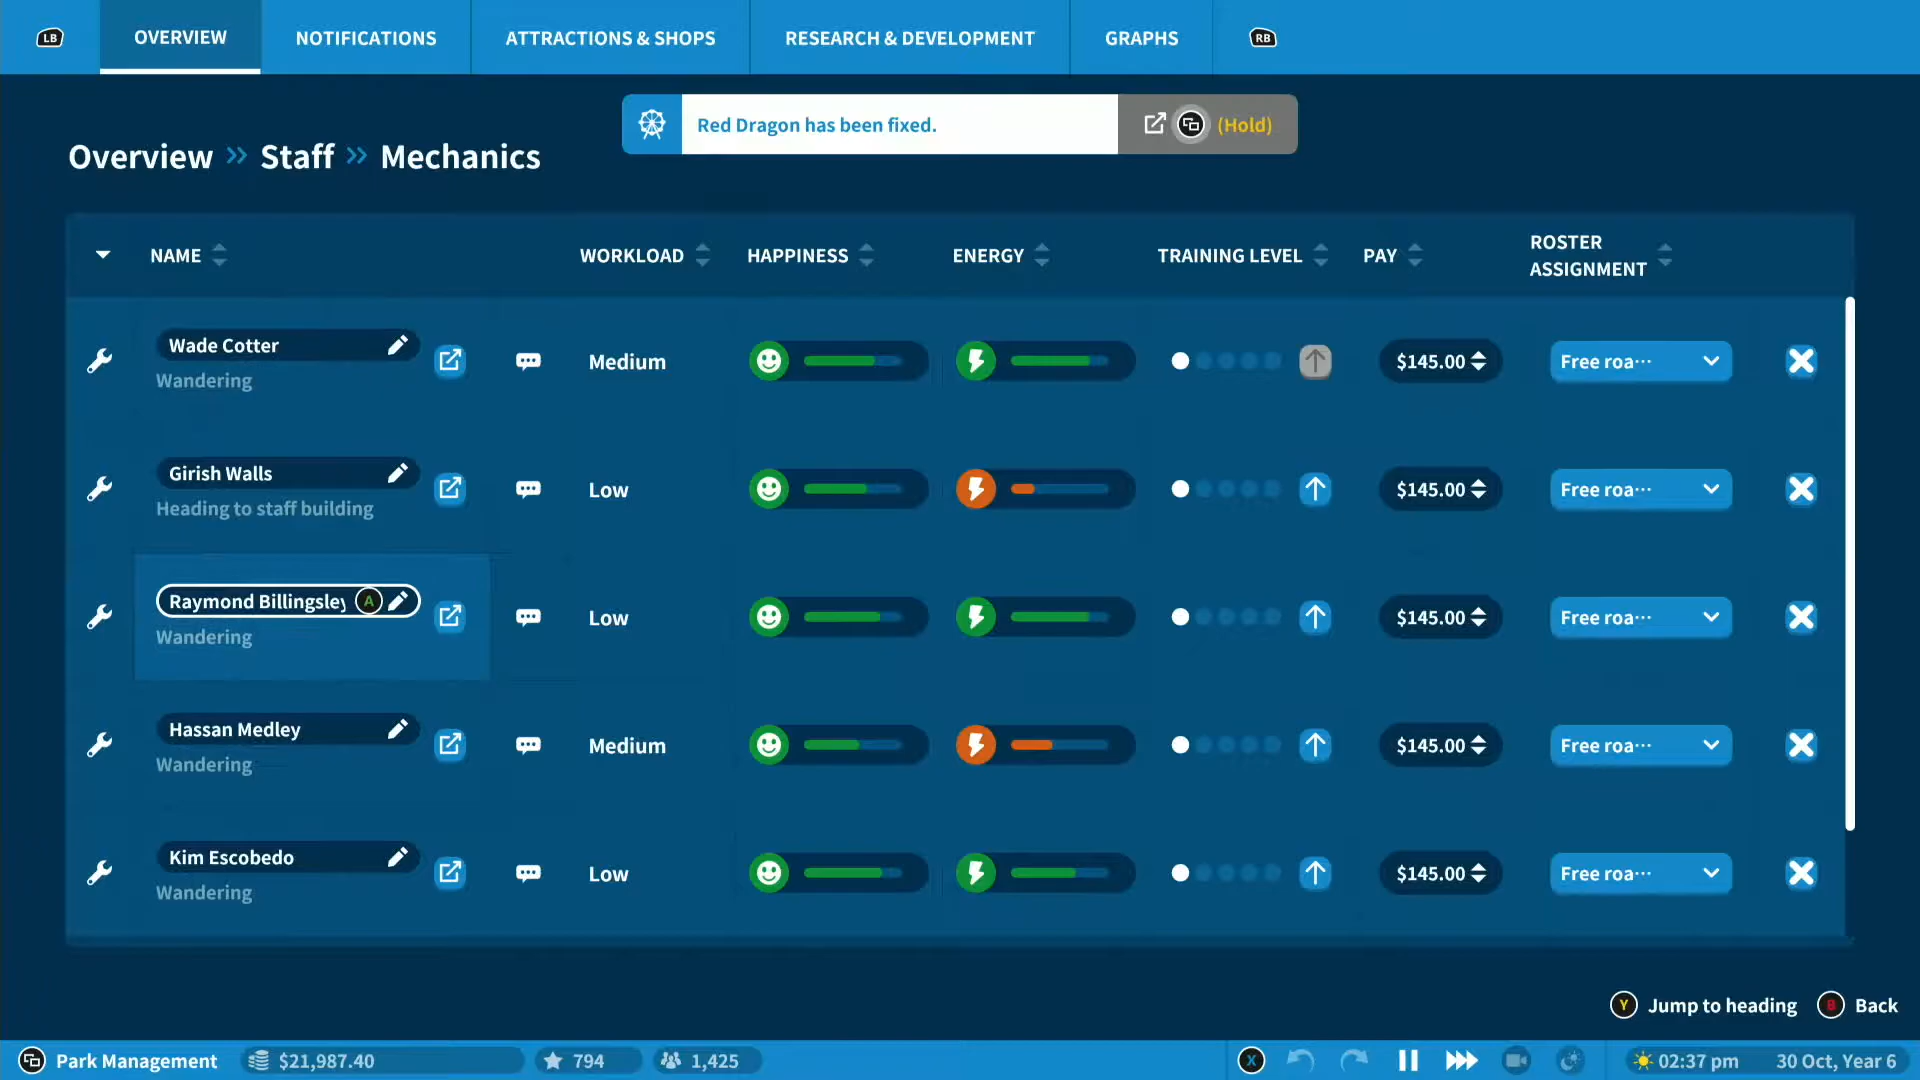 LB OVERVIEW NOTIFICATIONS ATTRACTIONS & SHOPS RESEARCH & DEVELOPMENT GRAPHS RB
Red Dragon has been fixed. (Hold)
Overview » Staff » Mechanics
NAME WORKLOAD HAPPINESS ENERGY TRAINING LEVEL PAY ROSTER ASSIGNMENT
Wade Cotter Medium $145.00 Free roa…
Wandering
Girish Walls Low $145.00 Free roa…
Heading to staff building
Raymond Billingsley A Low $145.00 Free roa…
Wandering
Hassan Medley Medium $145.00 Free roa…
Wandering
Kim Escobedo Low $145.00 Free roa…
Wandering
Y Jump to heading B Back
Park Management $21,987.40 794 1,425 X 02:37 pm 30 Oct, Year 6